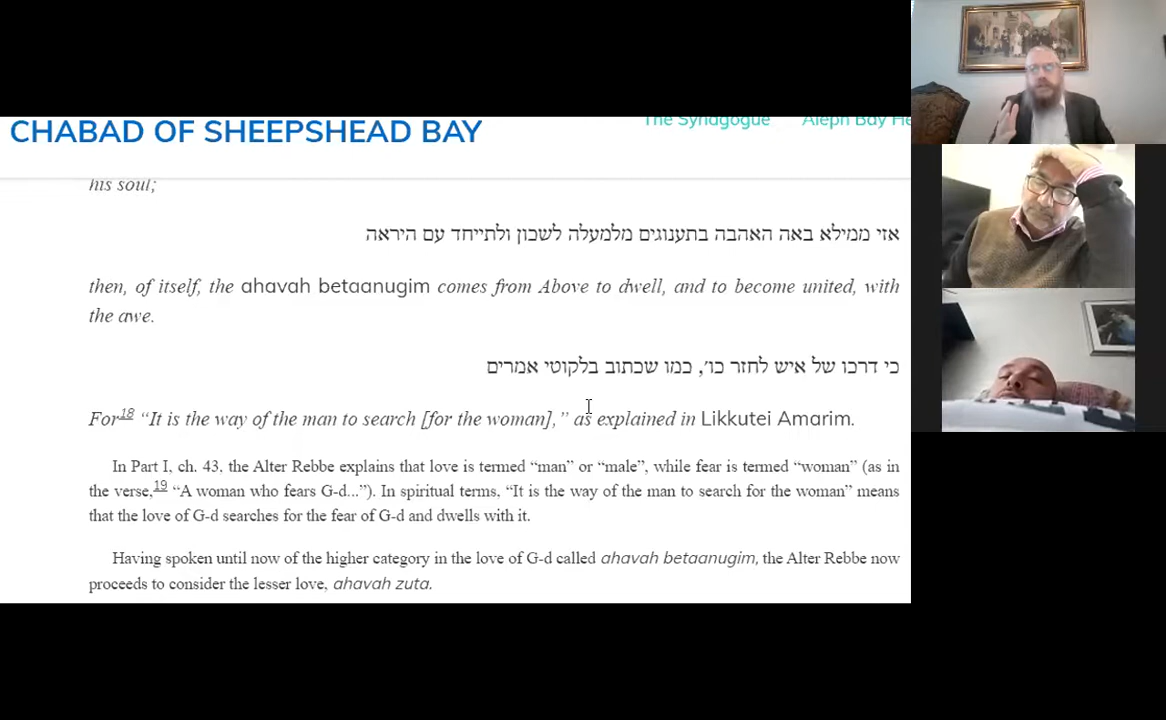 The Synagogue Aleph Bay He
CHABAD OF SHEEPSHEAD BAY
his soul;
אזי ממילא באה האהבה בתענוגים מלמעלה לשכון ולתייחד עם היראה
then, of itself, the ahavah betaanugim comes from Above to dwell, and to become united, with
the awe.
כי דרכו של איש לחזר כו׳, כמו שכתוב בלקוטי אמרים
For18 “It is the way of the man to search [for the woman],” as explained in Likkutei Amarim.
In Part I, ch. 43, the Alter Rebbe explains that love is termed “man” or “male”, while fear is termed “woman” (as in
the verse,19 “A woman who fears G-d...”). In spiritual terms, “It is the way of the man to search for the woman” means
that the love of G-d searches for the fear of G-d and dwells with it.
Having spoken until now of the higher category in the love of G-d called ahavah betaanugim, the Alter Rebbe now
proceeds to consider the lesser love, ahavah zuta.